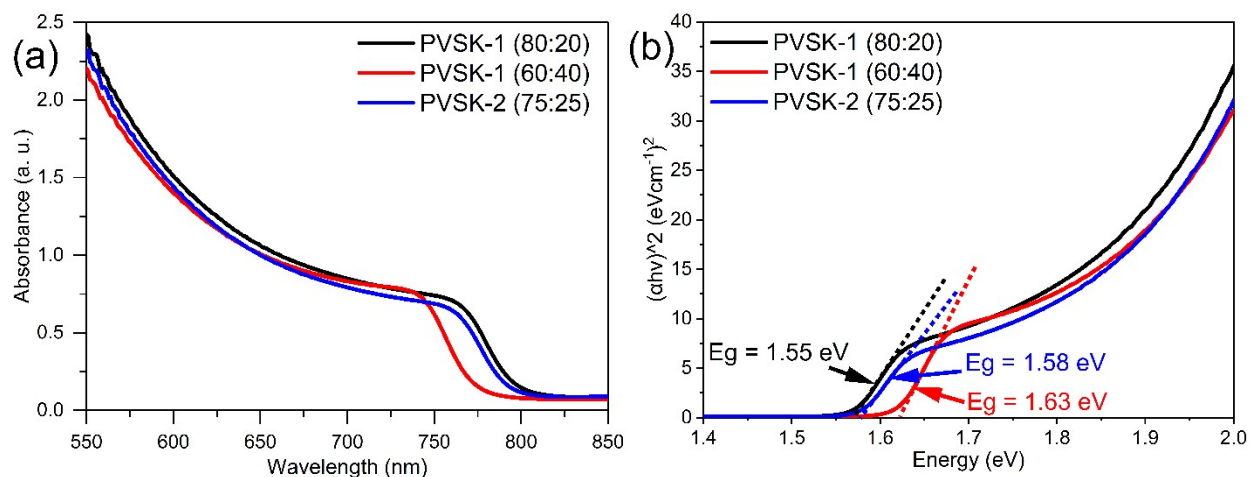 (a)
PVSK-1 (80:20)
PVSK-1 (60:40)
PVSK-2 (75:25)
Absorbance (a. u.)
2.5
2.0
1.5
1.0
0.5
0.0
550 600 650 700 750 800 850
Wavelength (nm)
(b)
PVSK-1 (80:20)
PVSK-1 (60:40)
PVSK-2 (75:25)
(αhν)^2 (eVcm⁻¹)²
40
35
30
25
20
15
10
5
0
Eg = 1.55 eV
Eg = 1.58 eV
Eg = 1.63 eV
1.4 1.5 1.6 1.7 1.8 1.9 2.0
Energy (eV)